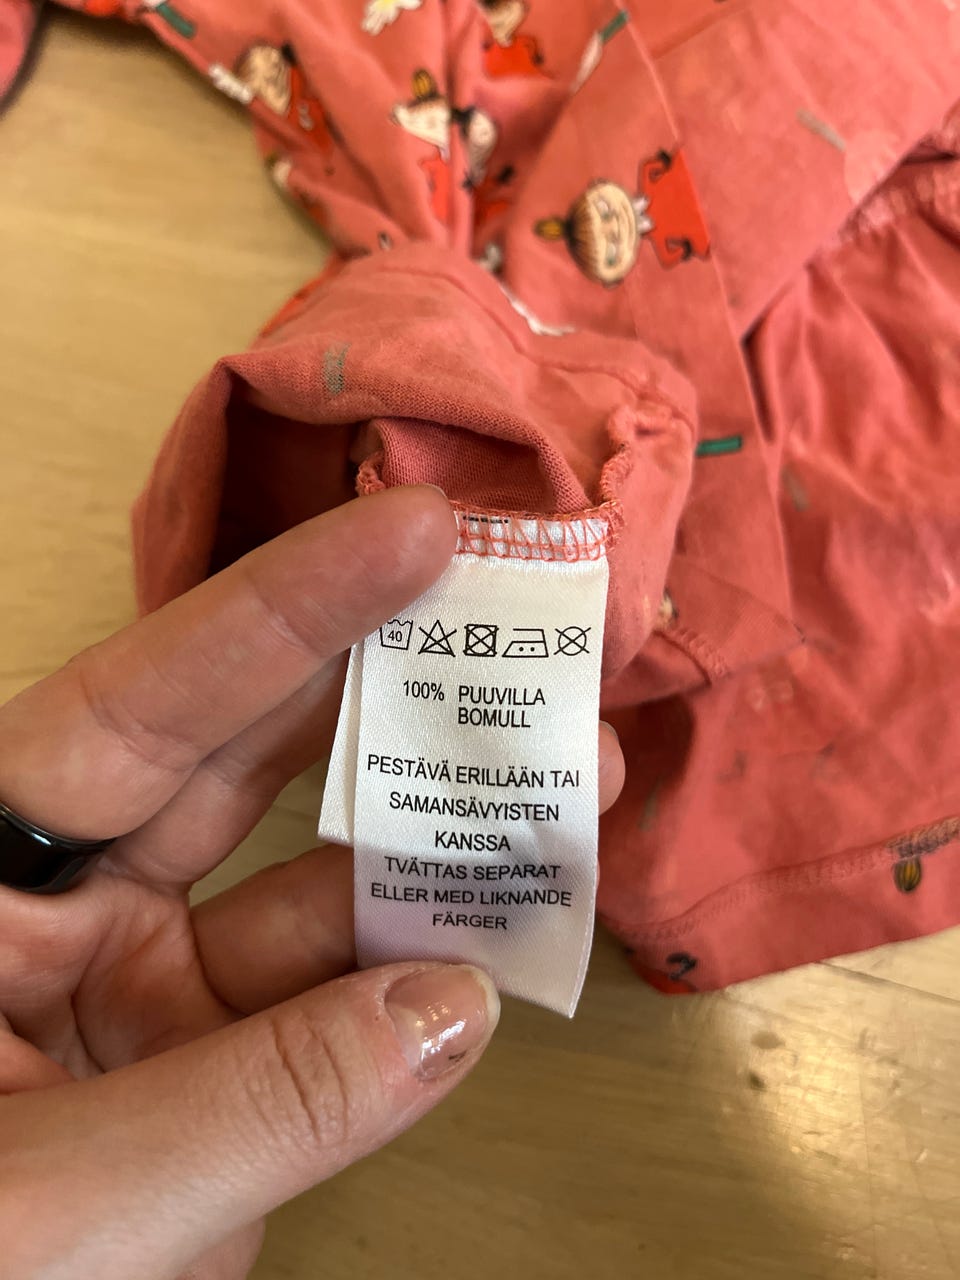 40
100% PUUVILLA
BOMULL
PESTÄVÄ ERILLÄÄN TAI
SAMANSÄVYISTEN
KANSSA
TVÄTTAS SEPARAT
ELLER MED LIKNANDE
FÄRGER